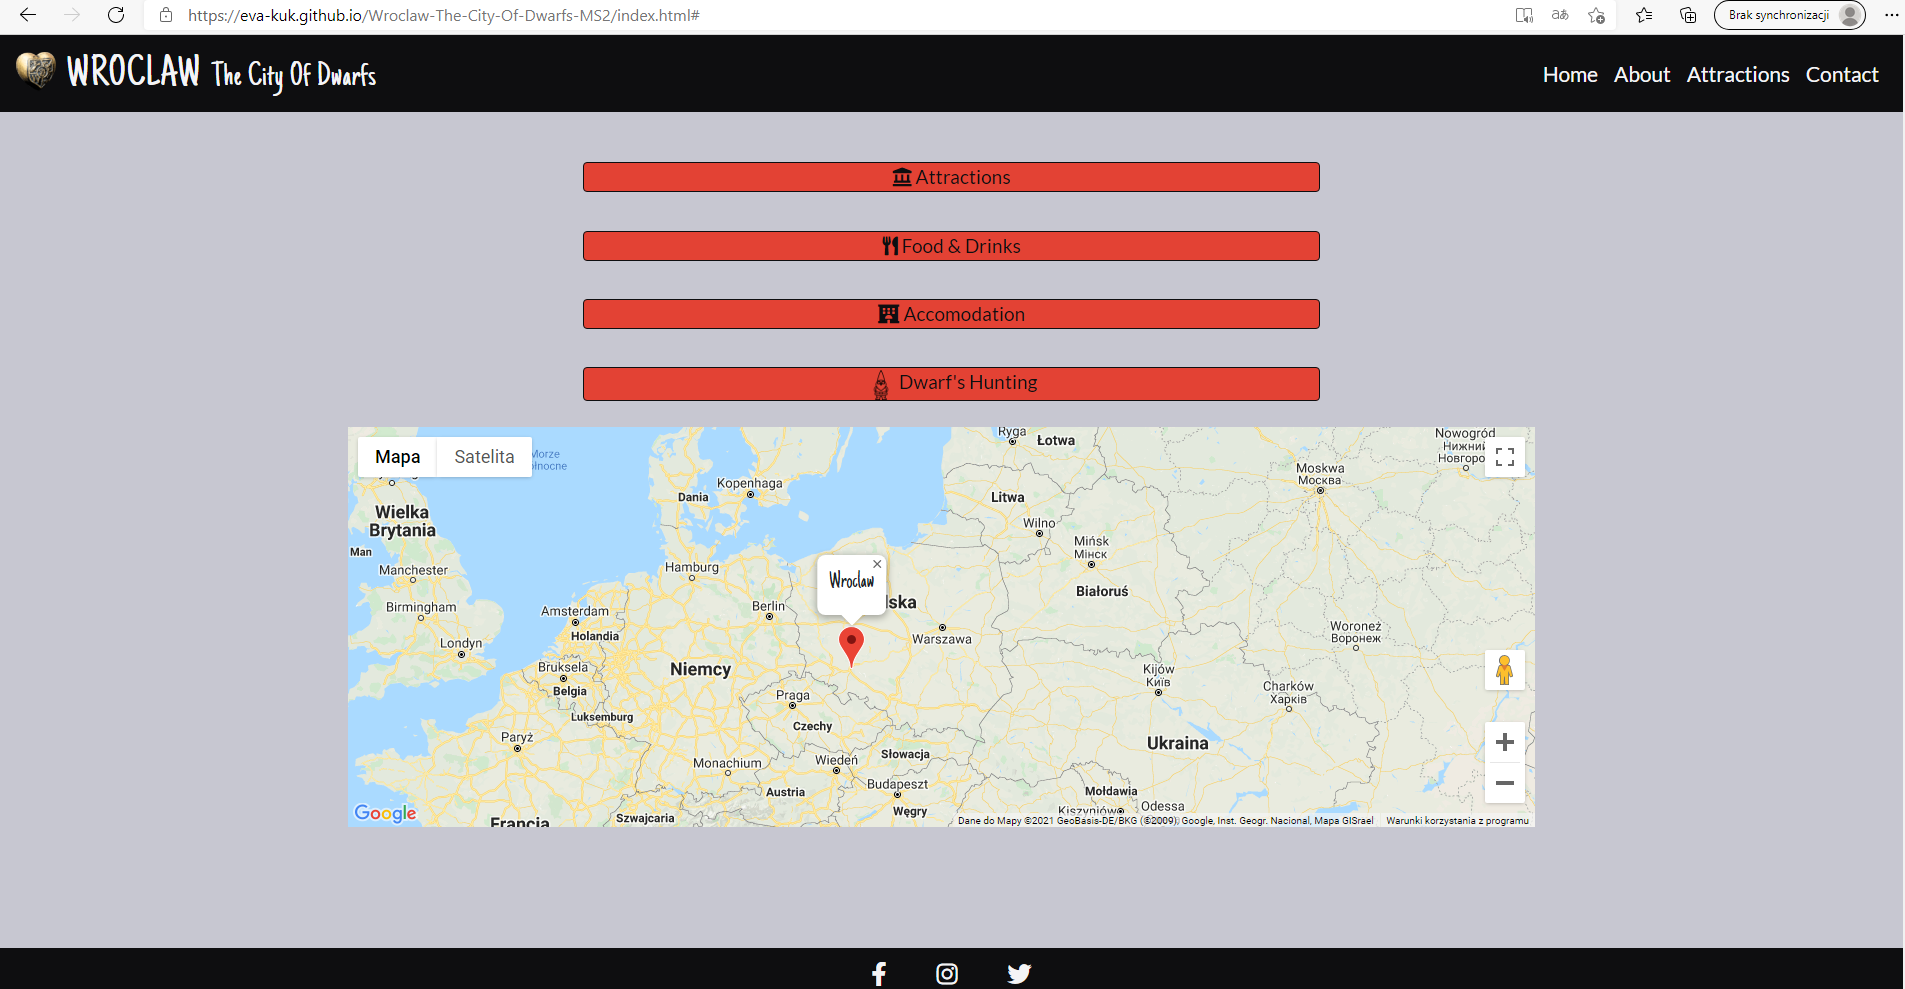 https://eva-kuk.github.io/Wroclaw-The-City-Of-Dwarfs-MS2/index.html#
Brak synchronizacji
WROCLAW The City Of Dwarfs
Home About Attractions Contact
Attractions
Food & Drinks
Accomodation
Dwarf's Hunting
Mapa Satelita
Morze
Ryga
Łotwa
Nowogród
Нижний
Moskwa
Москва
Kopenhaga
Dania
Litwa
Wielka
Brytania
Wilno
Mińsk
Мінск
Man
Manchester
Hamburg
Wroclaw
Białoruś
Birmingham
Amsterdam
Berlin
lska
Holandia
Warszawa
Woroneż
Воронеж
Londyn
Bruksela
Niemcy
Kijów
Київ
Belgia
Praga
Charków
Харків
Luksemburg
Czechy
Paryż
Ukraina
Słowacja
Monachium
Wiedeń
Budapeszt
Austria
Mołdawia
Węgry
Kiszyniów
Odessa
Szwajcaria
Francja
Google
Dane do Mapy ©2021 GeoBasis-DE/BKG (©2009), Google, Inst. Geogr. Nacional, Mapa GISrael
Warunki korzystania z programu